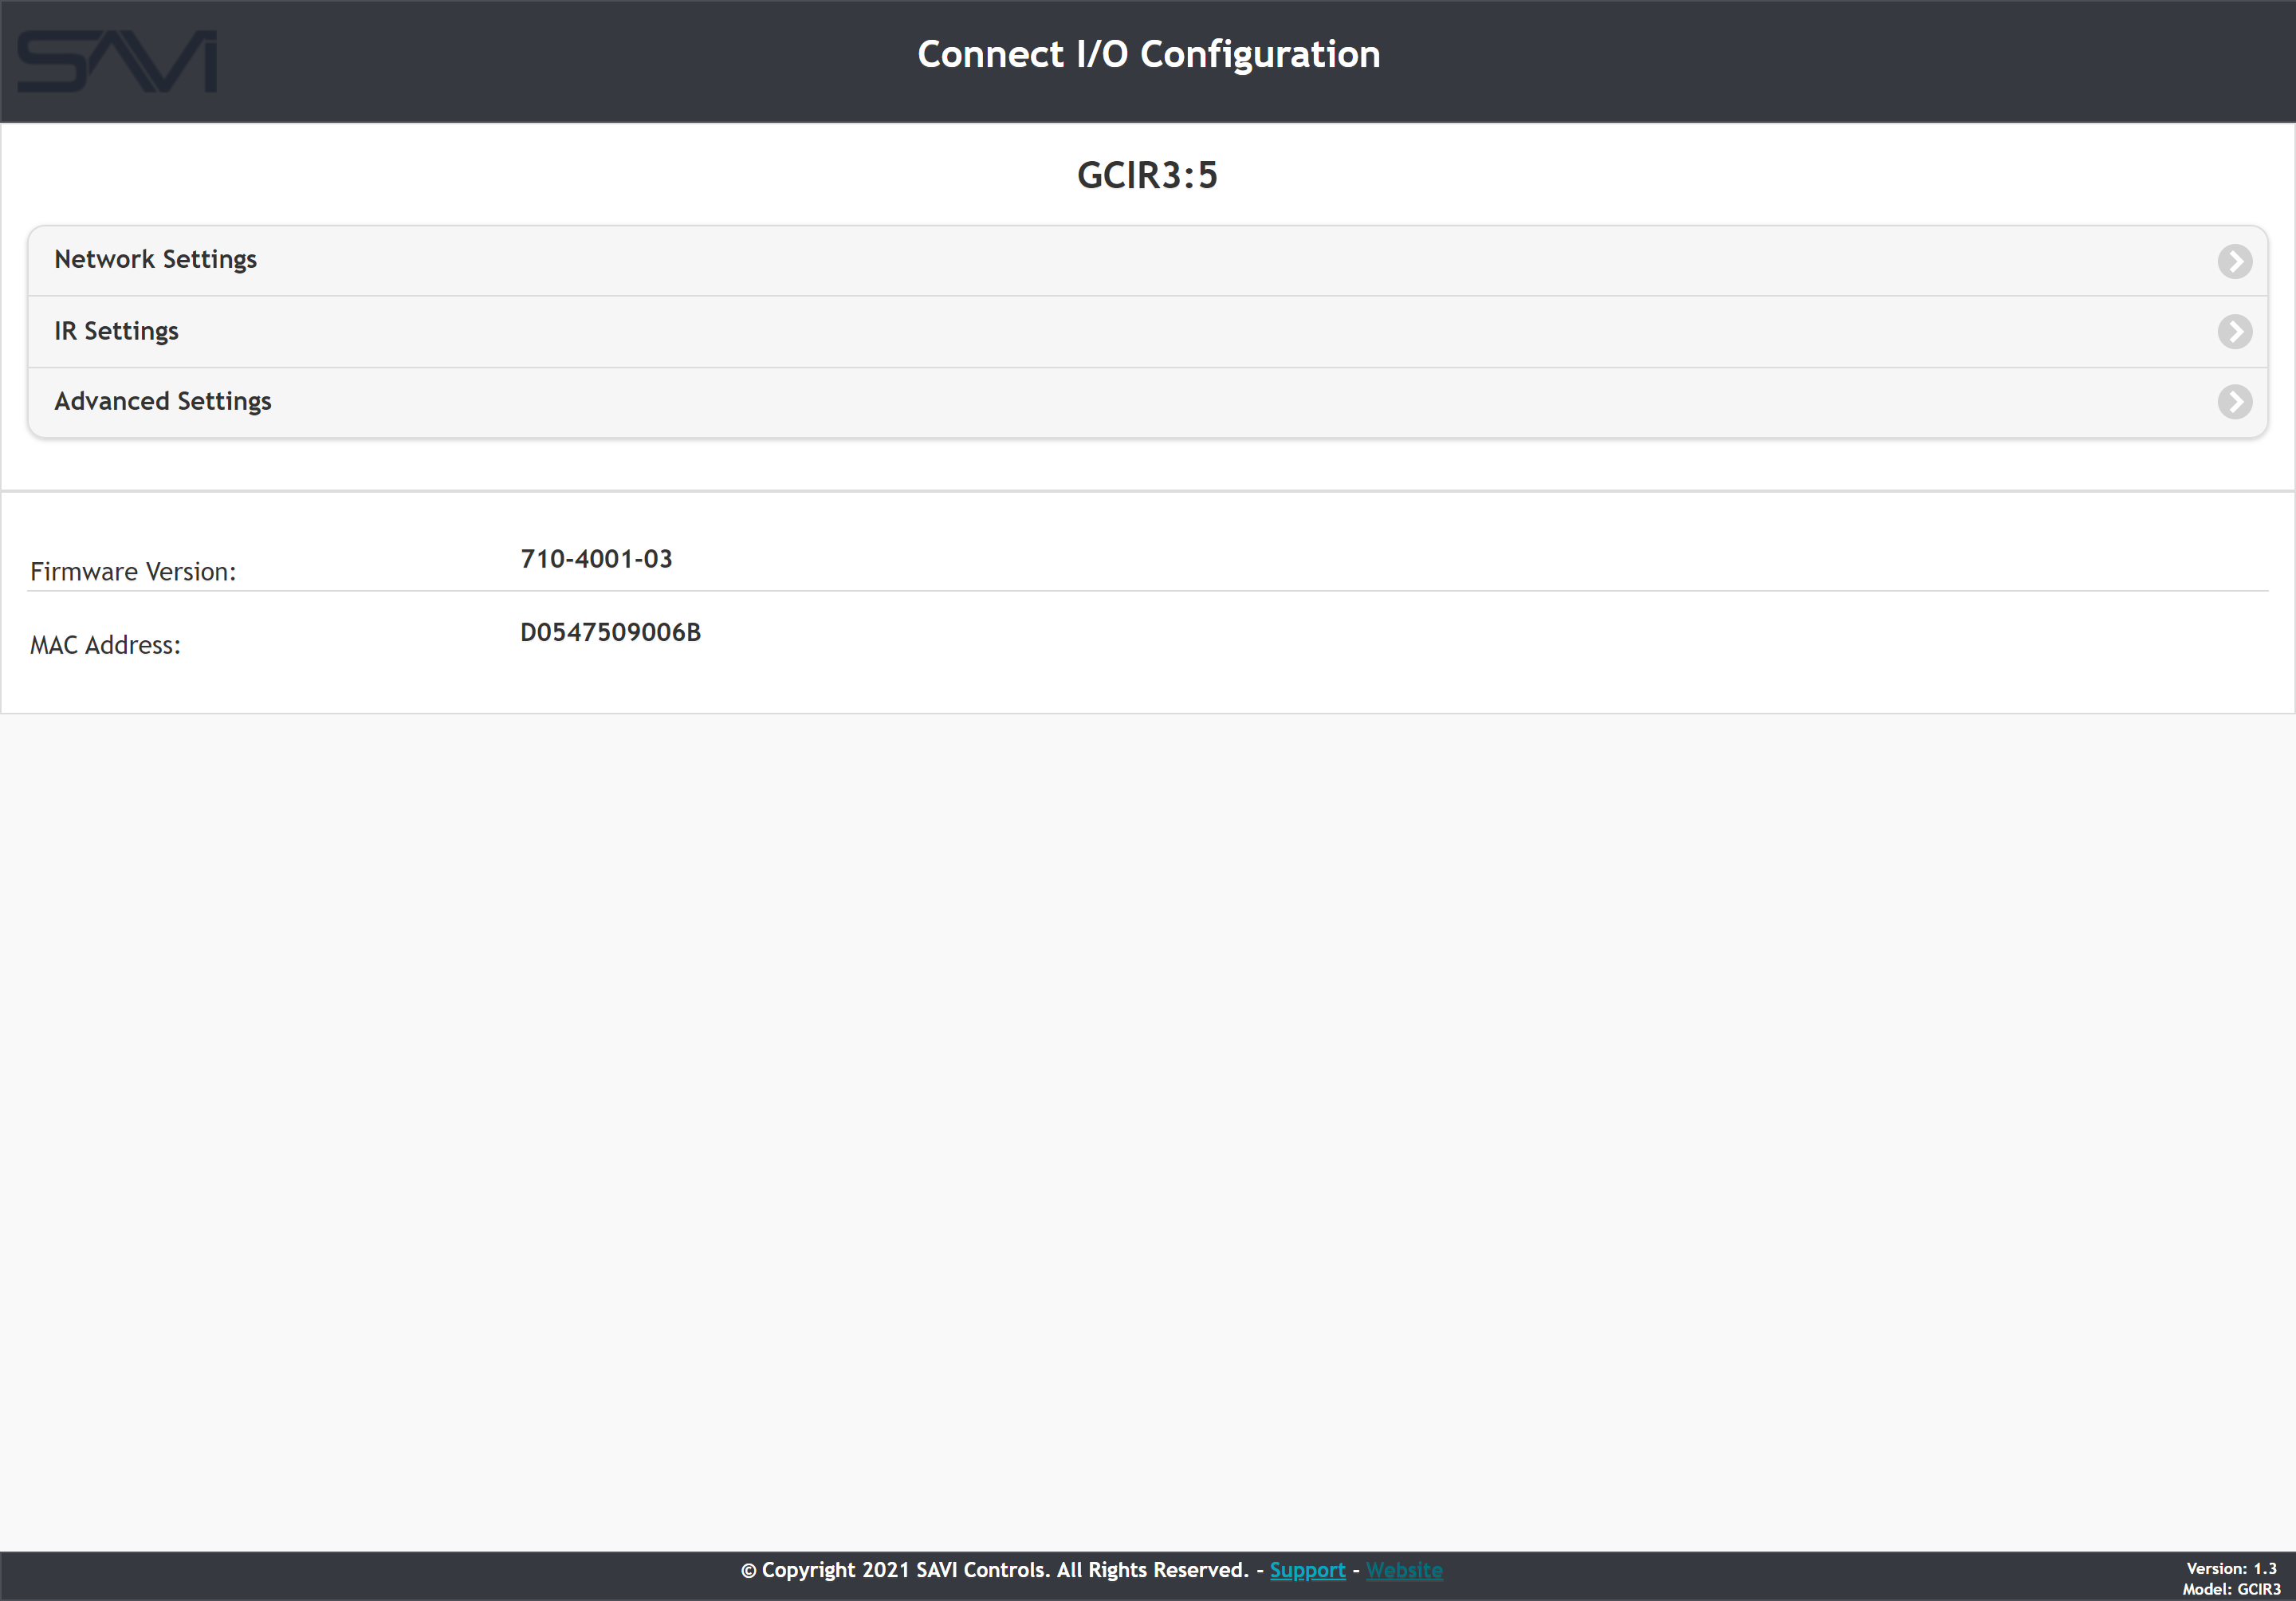 SAVI
Connect I/O Configuration
GCIR3:5
Network Settings
IR Settings
Advanced Settings
Firmware Version:
710-4001-03
MAC Address:
D0547509006B
© Copyright 2021 SAVI Controls. All Rights Reserved. - Support - Website
Version: 1.3
Model: GCIR3